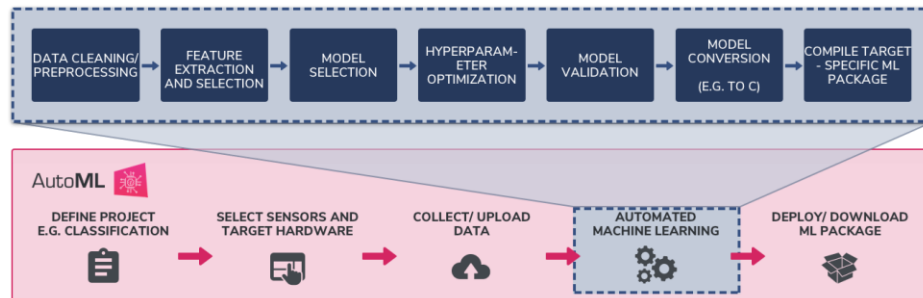 DATA CLEANING/
PREPROCESSING
FEATURE
EXTRACTION
AND SELECTION
MODEL
SELECTION
HYPERPARAM-
ETER
OPTIMIZATION
MODEL
VALIDATION
MODEL
CONVERSION
(E.G. TO C)
COMPILE TARGET
- SPECIFIC ML
PACKAGE
AutoML
DEFINE PROJECT
E.G. CLASSIFICATION
SELECT SENSORS AND
TARGET HARDWARE
COLLECT/ UPLOAD
DATA
AUTOMATED
MACHINE LEARNING
DEPLOY/ DOWNLOAD
ML PACKAGE